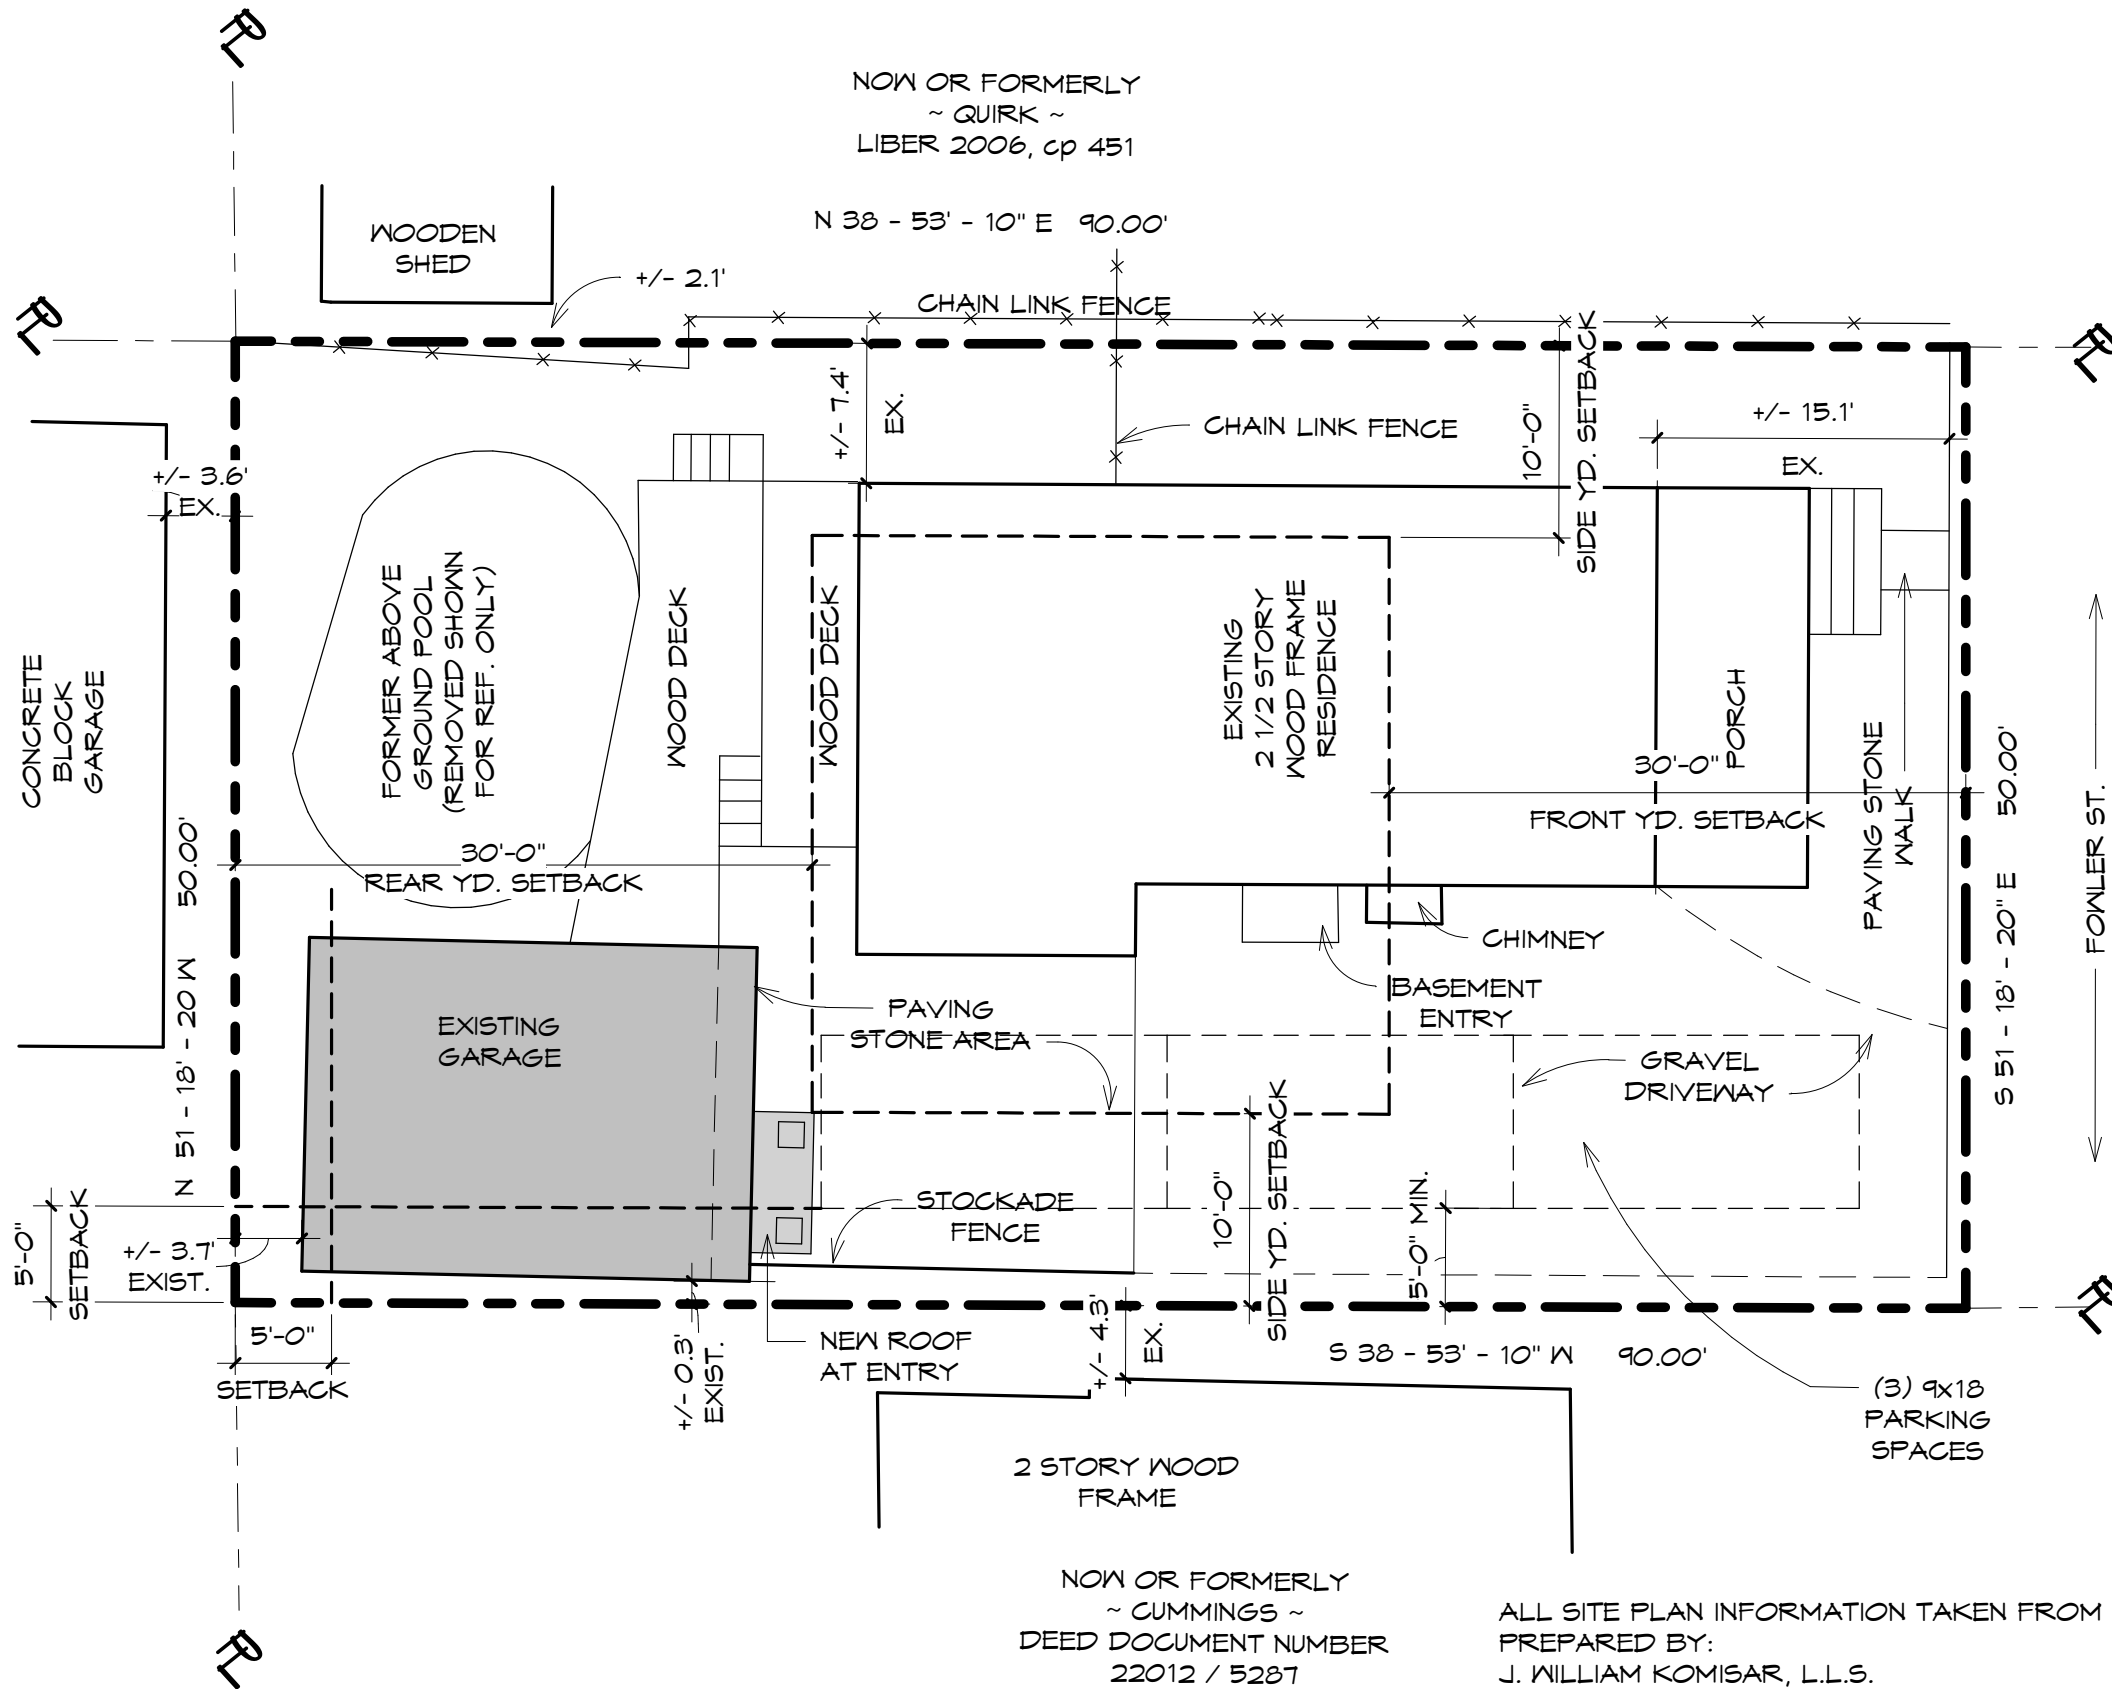 NOW OR FORMERLY
~ QUIRK ~
LIBER 2006, cp 451
N 38 - 53' - 10" E 90.00'
WOODEN
SHED
+/- 2.1'
CHAIN LINK FENCE
+/- 7.4'
EX.
CHAIN LINK FENCE
10'-0"
SIDE YD. SETBACK
+/- 15.1'
EX.
+/- 3.6'
EX.
CONCRETE
BLOCK
GARAGE
FORMER ABOVE
GROUND POOL
(REMOVED SHOWN
FOR REF. ONLY)
WOOD DECK
WOOD DECK
EXISTING
2 1/2 STORY
WOOD FRAME
RESIDENCE
PORCH
30'-0"
FRONT YD. SETBACK
PAVING STONE
WALK
S 51 - 18' - 20" E 50.00'
FOWLER ST.
30'-0"
REAR YD. SETBACK
N 51 - 18' - 20 W 50.00'
CHIMNEY
BASEMENT
ENTRY
EXISTING
GARAGE
PAVING
STONE AREA
GRAVEL
DRIVEWAY
STOCKADE
FENCE
10'-0"
SIDE YD. SETBACK
5'-0" MIN.
5'-0"
SETBACK
+/- 3.7'
EXIST.
5'-0"
SETBACK
+/- 0.3'
EXIST.
NEW ROOF
AT ENTRY
+/- 4.3'
EX.
S 38 - 53' - 10" W 90.00'
(3) 9x18
PARKING
SPACES
2 STORY WOOD
FRAME
NOW OR FORMERLY
~ CUMMINGS ~
DEED DOCUMENT NUMBER
22012 / 5287
ALL SITE PLAN INFORMATION TAKEN FROM
PREPARED BY:
J. WILLIAM KOMISAR, L.L.S.
PL
PL
PL
PL
PL